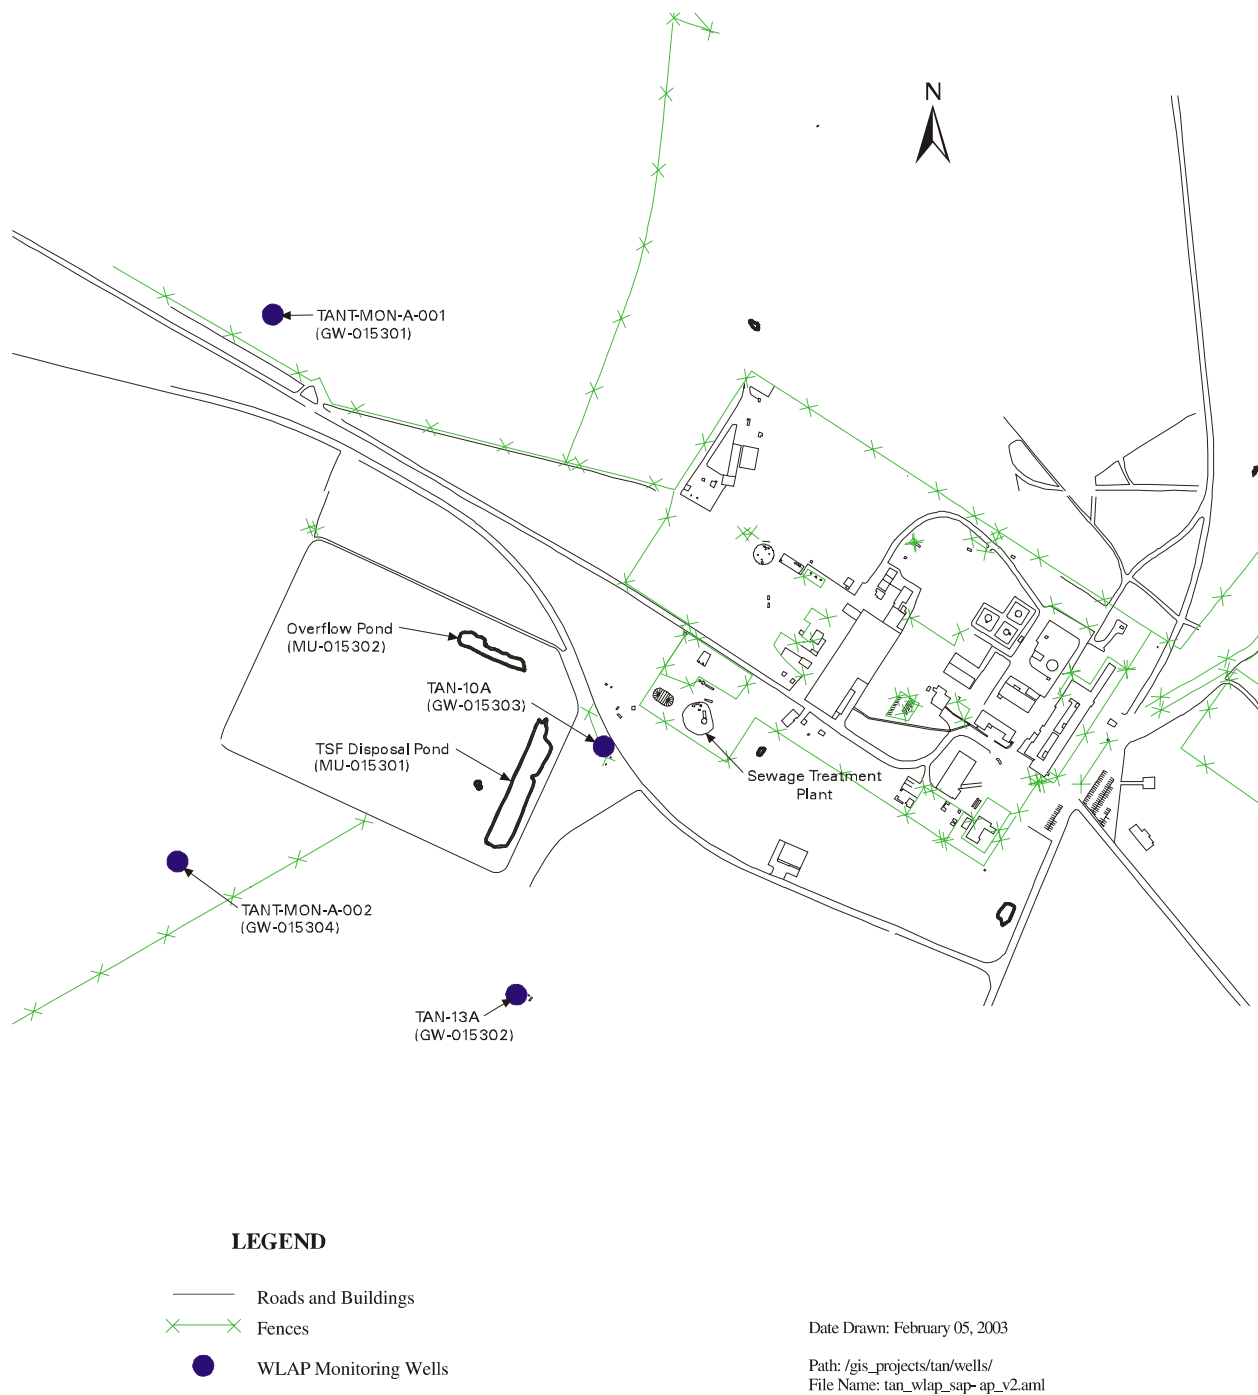 N
TANT-MON-A-001
(GW-015301)
Overflow Pond
(MU-015302)
TAN-10A
(GW-015303)
TSF Disposal Pond
(MU-015301)
Sewage Treatment
Plant
TANT-MON-A-002
(GW-015304)
TAN-13A
(GW-015302)
LEGEND
Roads and Buildings
Fences
WLAP Monitoring Wells
Date Drawn: February 05, 2003
Path: /gis_projects/tan/wells/
File Name: tan_wlap_sap-ap_v2.aml